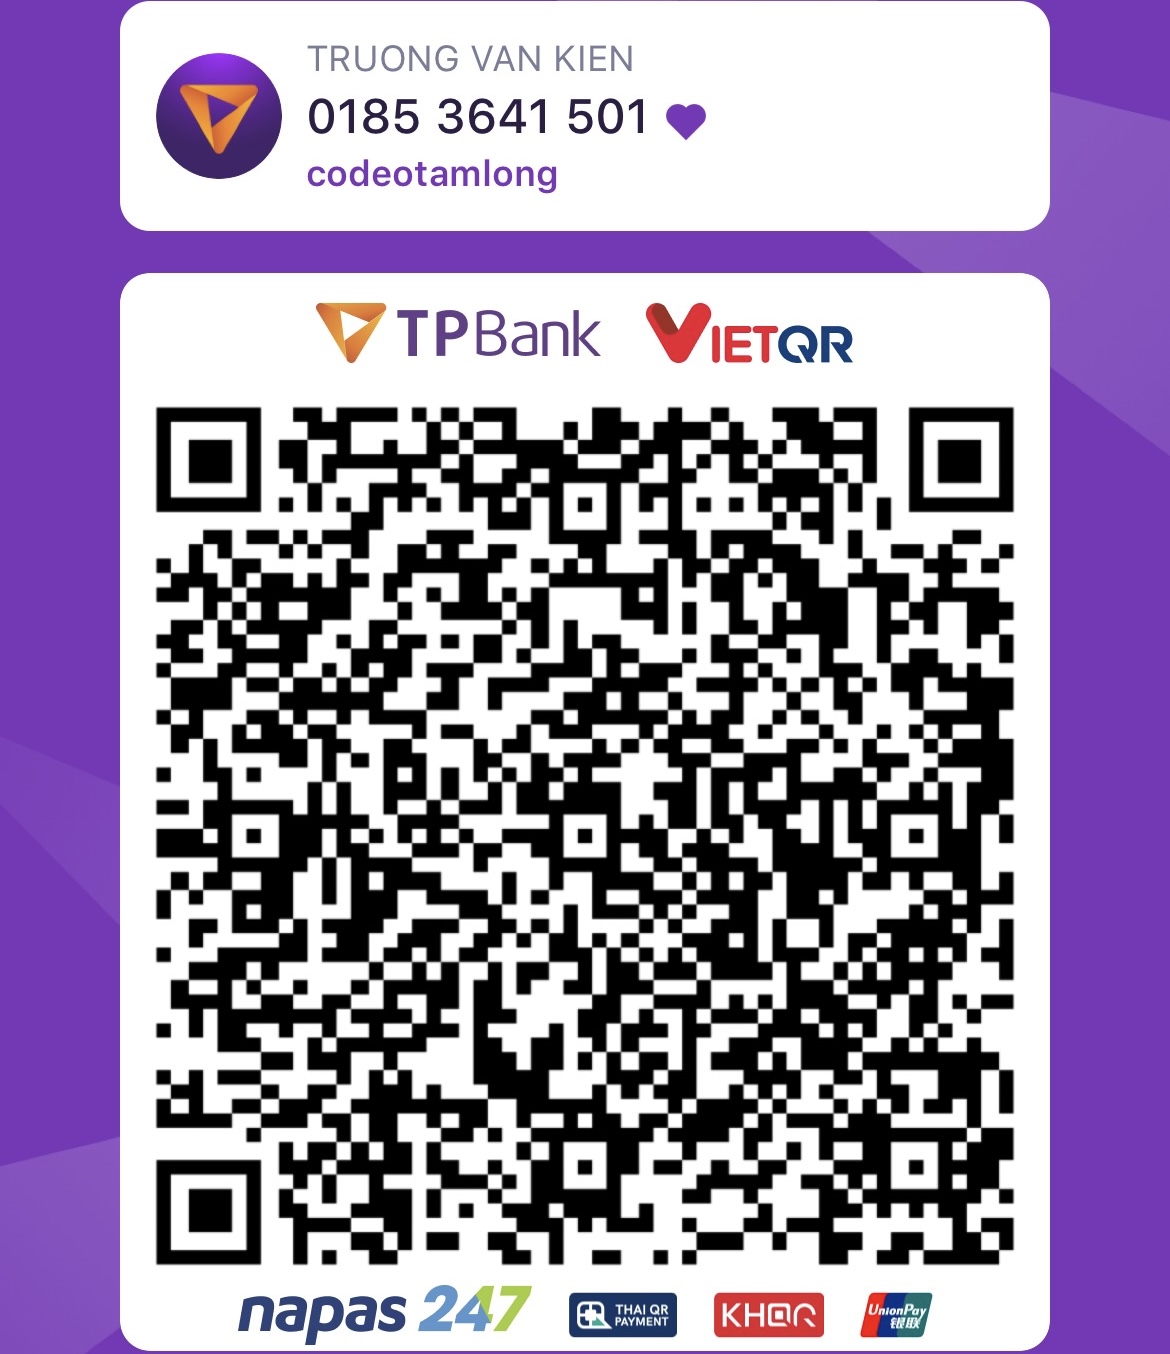 TRUONG VAN KIEN
0185 3641 501
codeotamlong
TPBank VIETQR
napas 247 THAI QR PAYMENT KHQR UnionPay 银联